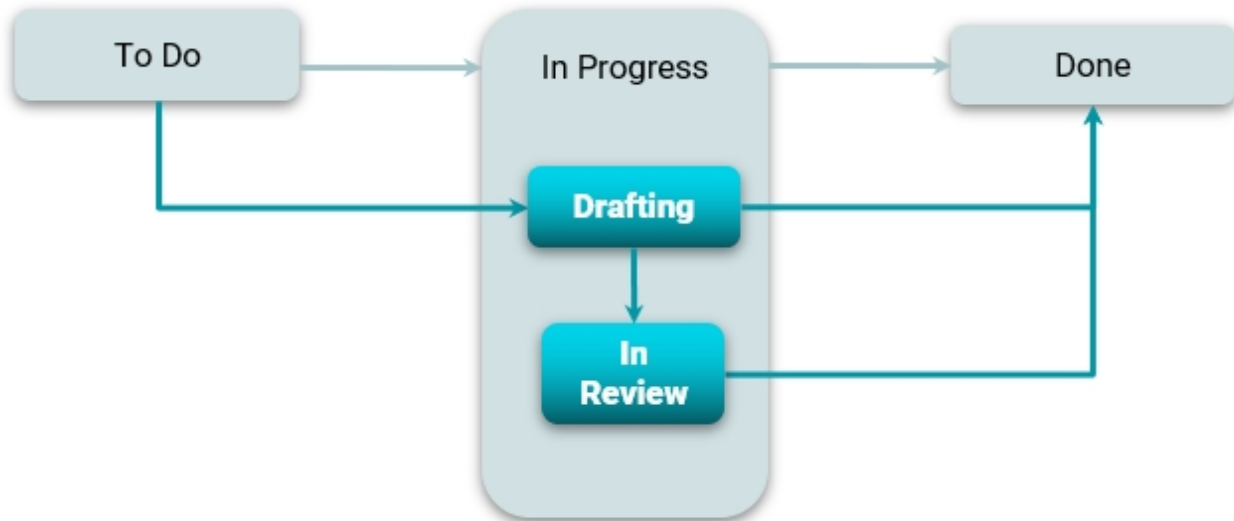 To Do
In Progress
Done
Drafting
In
Review